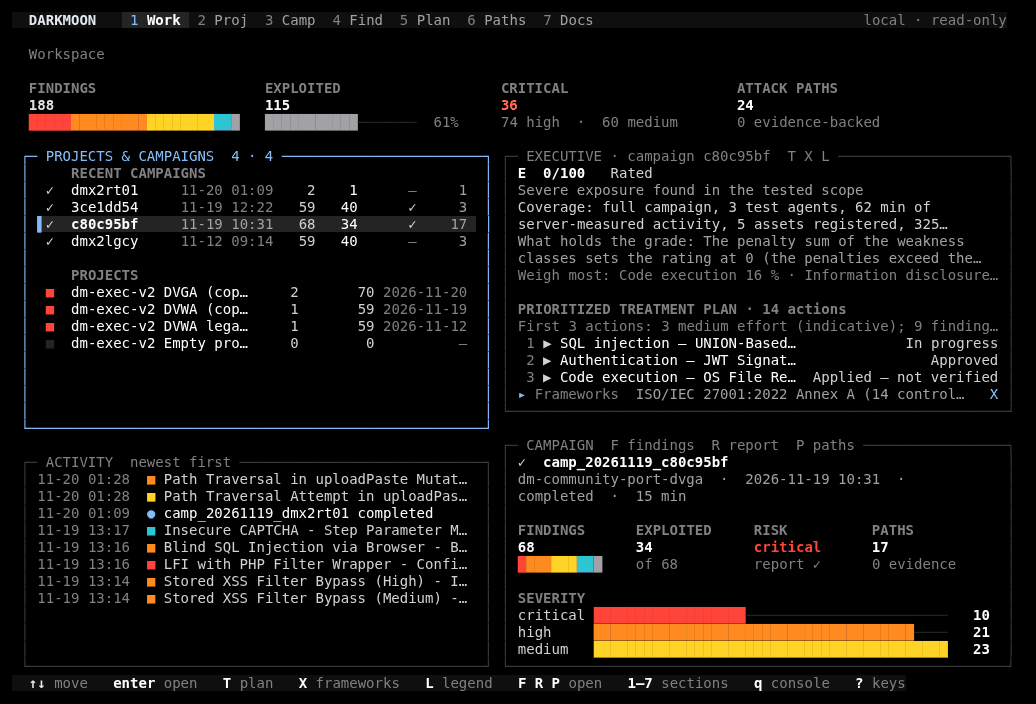 DARKMOON 1 Work 2 Proj 3 Camp 4 Find 5 Plan 6 Paths 7 Docs local · read-only
Workspace
FINDINGS EXPLOITED CRITICAL ATTACK PATHS
188 115 36 24
61% 74 high · 60 medium 0 evidence-backed
PROJECTS & CAMPAIGNS 4 · 4
RECENT CAMPAIGNS
✓ dmx2rt01 11-20 01:09 2 1 — 1
✓ 3ce1dd54 11-19 12:22 59 40 ✓ 3
✓ c80c95bf 11-19 10:31 68 34 ✓ 17
✓ dmx2lgcy 11-12 09:14 59 40 — 3
PROJECTS
■ dm-exec-v2 DVGA (cop… 2 70 2026-11-20
■ dm-exec-v2 DVWA (cop… 1 59 2026-11-19
■ dm-exec-v2 DVWA lega… 1 59 2026-11-12
■ dm-exec-v2 Empty pro… 0 0 —
EXECUTIVE · campaign c80c95bf T X L
E 0/100 Rated
Severe exposure found in the tested scope
Coverage: full campaign, 3 test agents, 62 min of
server-measured activity, 5 assets registered, 325…
What holds the grade: The penalty sum of the weakness
classes sets the rating at 0 (the penalties exceed the…
Weigh most: Code execution 16 % · Information disclosure…
PRIORITIZED TREATMENT PLAN · 14 actions
First 3 actions: 3 medium effort (indicative); 9 finding…
1 ▶ SQL injection — UNION-Based… In progress
2 ▶ Authentication — JWT Signat… Approved
3 ▶ Code execution — OS File Re… Applied — not verified
▸ Frameworks ISO/IEC 27001:2022 Annex A (14 control… X
ACTIVITY newest first
11-20 01:28 ■ Path Traversal in uploadPaste Mutat…
11-20 01:28 ■ Path Traversal Attempt in uploadPas…
11-20 01:09 ● camp_20261119_dmx2rt01 completed
11-19 13:17 ■ Insecure CAPTCHA - Step Parameter M…
11-19 13:16 ■ Blind SQL Injection via Browser - B…
11-19 13:16 ■ LFI with PHP Filter Wrapper - Confi…
11-19 13:14 ■ Stored XSS Filter Bypass (High) - I…
11-19 13:14 ■ Stored XSS Filter Bypass (Medium) -…
CAMPAIGN F findings R report P paths
✓ camp_20261119_c80c95bf
dm-community-port-dvga · 2026-11-19 10:31 ·
completed · 15 min
FINDINGS EXPLOITED RISK PATHS
68 34 critical 17
of 68 report ✓ 0 evidence
SEVERITY
critical 10
high 21
medium 23
↑↓ move enter open T plan X frameworks L legend F R P open 1—7 sections q console ? keys